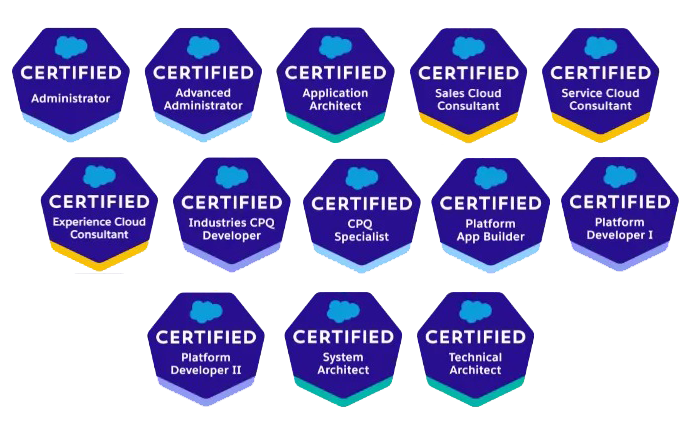 CERTIFIED
Administrator
CERTIFIED
Advanced
Administrator
CERTIFIED
Application
Architect
CERTIFIED
Sales Cloud
Consultant
CERTIFIED
Service Cloud
Consultant
CERTIFIED
Experience Cloud
Consultant
CERTIFIED
Industries CPQ
Developer
CERTIFIED
CPQ
Specialist
CERTIFIED
Platform
App Builder
CERTIFIED
Platform
Developer I
CERTIFIED
Platform
Developer II
CERTIFIED
System
Architect
CERTIFIED
Technical
Architect